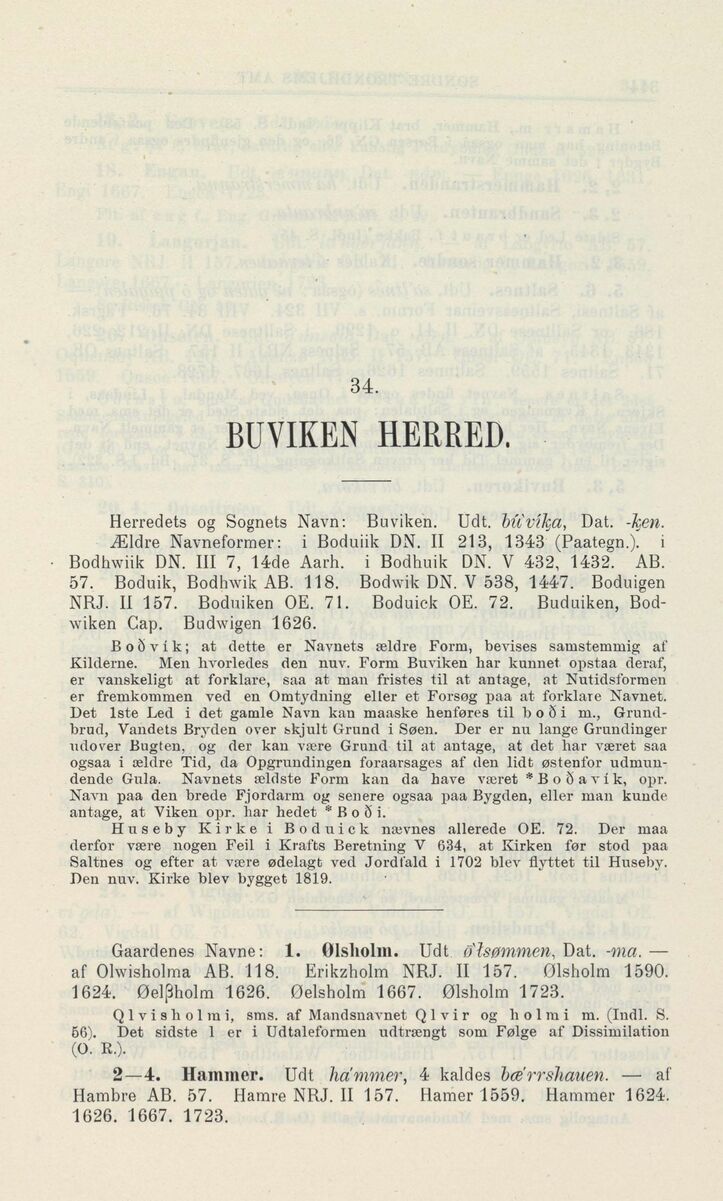 34.
BUVIKEN HERRED.
Herredets og Sognets Navn: Buviken. Udt. bu´vika, Dat. -ken.
Ældre Navneformer: i Boduiik DN. II 213, 1343 (Paategn.). i
Bodhwiik DN. III 7, 14de Aarh. i Bodhuik DN. V 432, 1432. AB.
57. Boduik, Bodhwik AB. 118. Bodwik DN. V 538, 1447. Boduigen
NRJ. II 157. Boduiken OE. 71. Boduick OE. 72. Buduiken, Bod-
wiken Cap. Budwigen 1626.
Boðvík; at dette er Navnets ældre Form, bevises samstemmig af
Kilderne. Men hvorledes den nuv. Form Buviken har kunnet opstaa deraf,
er vanskeligt at forklare, saa at man fristes til at antage, at Nutidsformen
er fremkommen ved en Omtydning eller et Forsøg paa at forklare Navnet.
Det 1ste Led i det gamle Navn kan maaske henføres til boði m., Grund-
brud, Vandets Bryden over skjult Grund i Søen. Der er nu lange Grundinger
udover Bugten, og der kan være Grund til at antage, at det har været saa
ogsaa i ældre Tid, da Opgrundingen foraarsages af den lidt østenfor udmun-
dende Gula. Navnets ældste Form kan da have været *Boðavík, opr.
Navn paa den brede Fjordarm og senere ogsaa paa Bygden, eller man kunde
antage, at Viken opr. har hedet *Boði.
Huseby Kirke i Boduick nævnes allerede OE. 72. Der maa
derfor være nogen Feil i Krafts Beretning V 634, at Kirken før stod paa
Saltnes og efter at være ødelagt ved Jordfald i 1702 blev flyttet til Huseby.
Den nuv. Kirke blev bygget 1819.
Gaardenes Navne: 1. Ølsholm. Udt. ø`lsømmen, Dat. -ma. —
af Olwisholma AB. 118. Erikzholm NRJ. II 157. Ølsholm 1590.
1624. Øelßholm 1626. Øelsholm 1667. Ølsholm 1723.
Qlvisholmi, sms. af Mandsnavnet Qlvir og holmi m. (Indl. S.
56). Det sidste l er i Udtaleformen udtrængt som Følge af Dissimilation
(O. R.).
2—4. Hammer. Udt ha´mmer, 4 kaldes bæ´rrshauen. — af
Hambre AB. 57. Hamre NRJ. II 157. Hamer 1559. Hammer 1624.
1626. 1667. 1723.